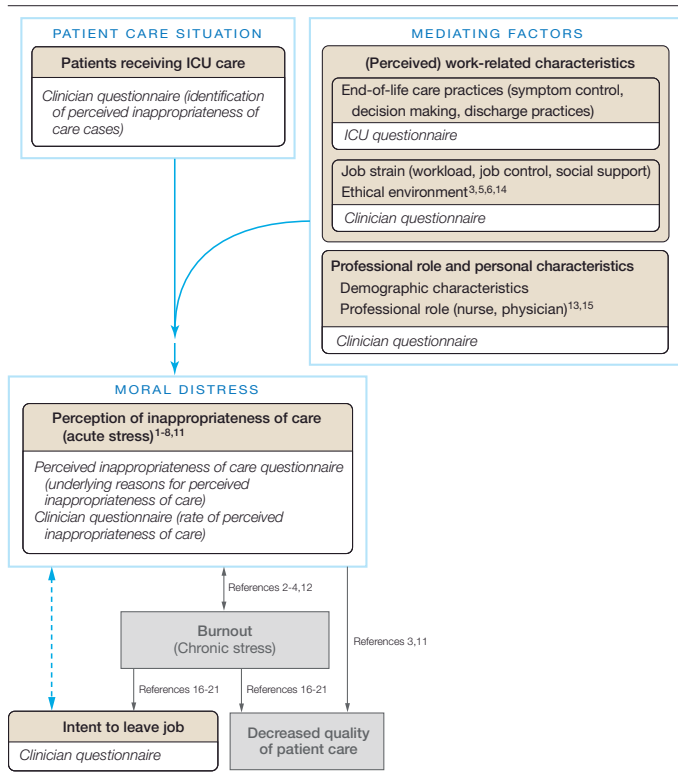 PATIENT CARE SITUATION
Patients receiving ICU care
Clinician questionnaire (identification
of perceived inappropriateness of
care cases)
MEDIATING FACTORS
(Perceived) work-related characteristics
End-of-life care practices (symptom control,
decision making, discharge practices)
ICU questionnaire
Job strain (workload, job control, social support)
Ethical environment3,5,6,14
Clinician questionnaire
Professional role and personal characteristics
Demographic characteristics
Professional role (nurse, physician)13,15
Clinician questionnaire
MORAL DISTRESS
Perception of inappropriateness of care
(acute stress)1-8,11
Perceived inappropriateness of care questionnaire
(underlying reasons for perceived
inappropriateness of care)
Clinician questionnaire (rate of perceived
inappropriateness of care)
References 2-4,12
Burnout
(Chronic stress)
References 3,11
References 16-21
References 16-21
Intent to leave job
Clinician questionnaire
Decreased quality
of patient care